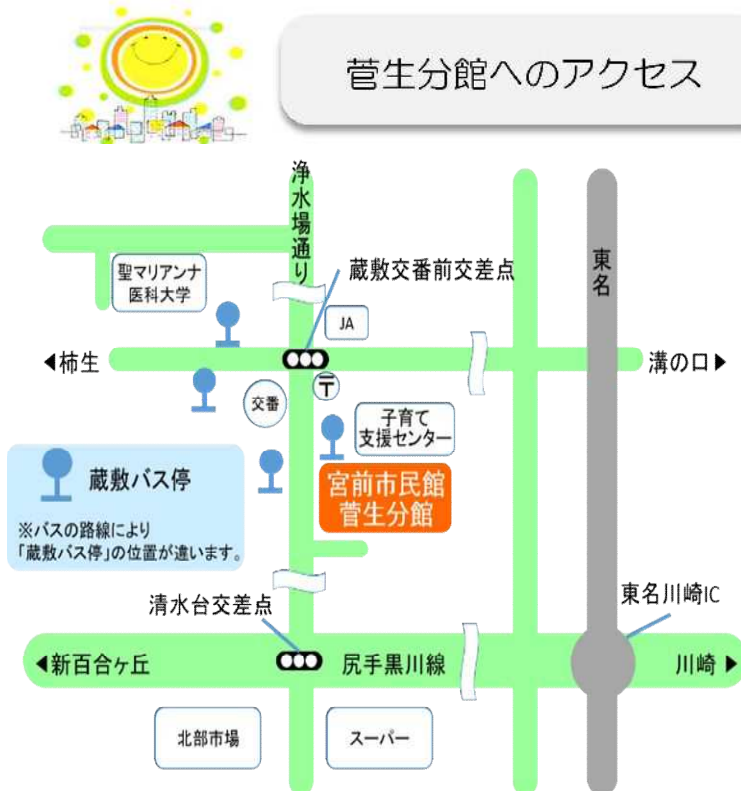 菅生分館へのアクセス
浄水場通り
東名
聖マリアンナ
医科大学
蔵敷交番前交差点
JA
◀柿生
溝の口▶
交番
〒
子育て
支援センター
蔵敷バス停
※バスの路線により
「蔵敷バス停」の位置が違います。
宮前市民館
菅生分館
清水台交差点
東名川崎IC
◀新百合ヶ丘
尻手黒川線
川崎▶
北部市場
スーパー